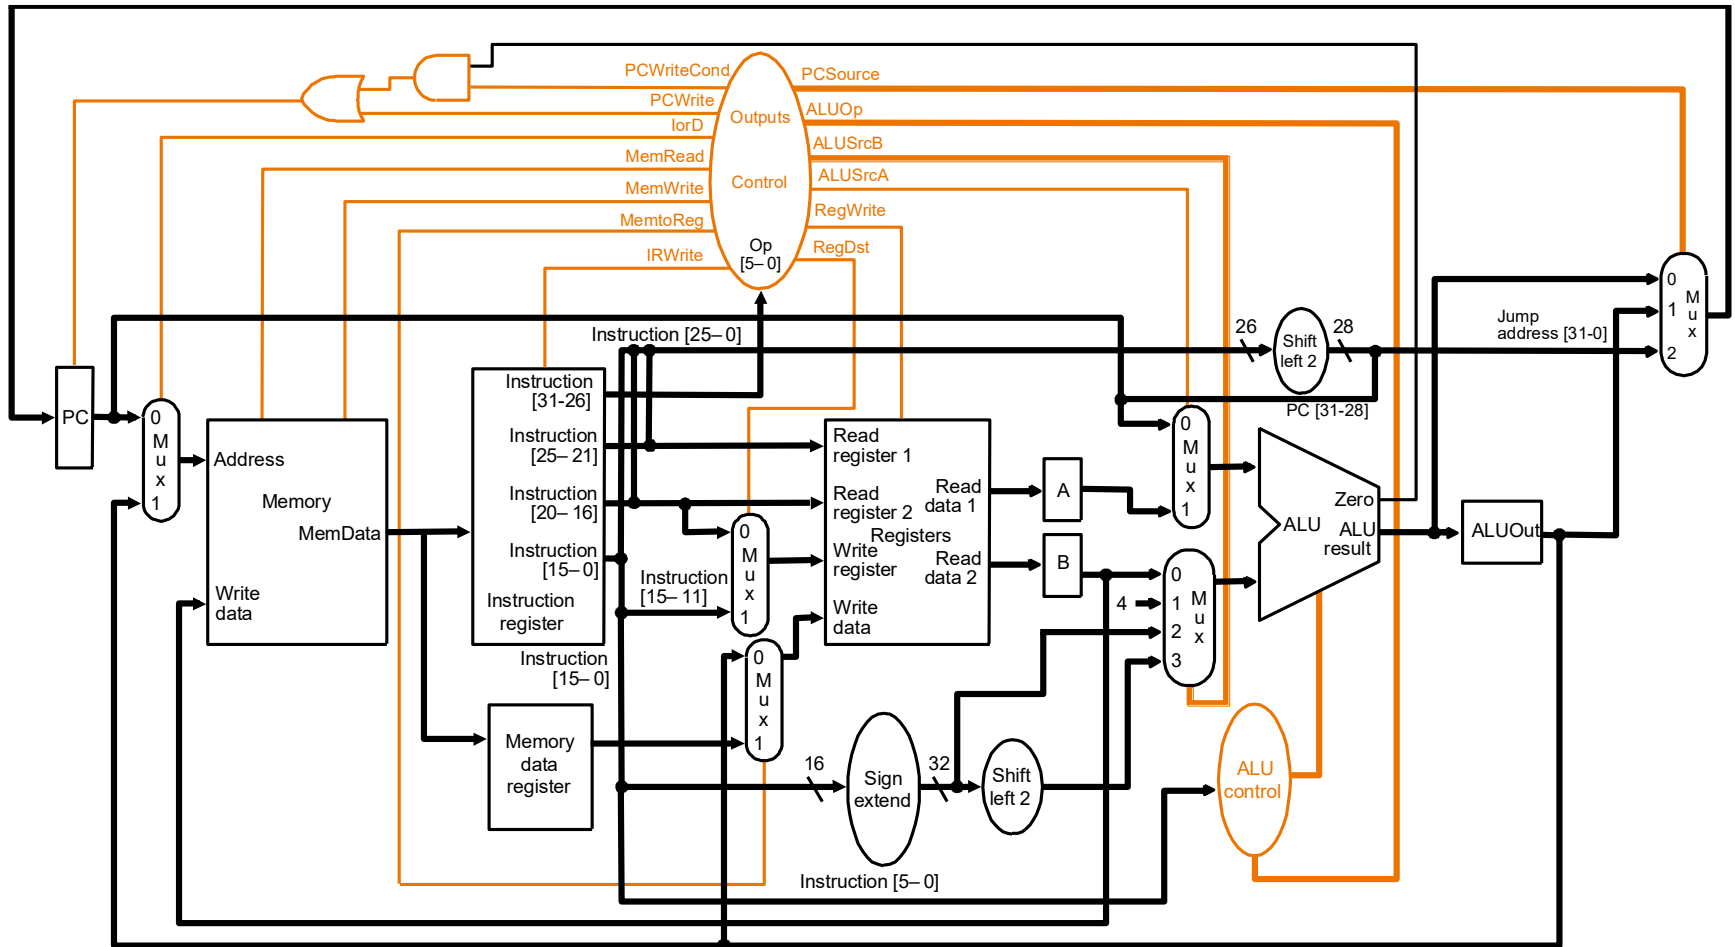 PCWriteCond
PCSource
PCWrite
ALUOp
Outputs
IorD
ALUSrcB
MemRead
ALUSrcA
Control
MemWrite
RegWrite
MemtoReg
RegDst
IRWrite
Op
[5–0]
0
1
2
M
u
x
Jump
address [31-0]
26
28
Shift
left 2
Instruction [25–0]
PC [31-28]
PC
0
M
u
x
1
Address
Memory
MemData
Write
data
Instruction
[31-26]
Instruction
[25–21]
Instruction
[20–16]
Instruction
[15–0]
Instruction
register
Instruction
[15–0]
Instruction
[15–11]
0
M
u
x
1
0
M
u
x
1
Read
register 1
Read
register 2
Registers
Write
register
Write
data
Read
data 1
Read
data 2
A
B
0
M
u
x
1
4
0
1
2
3
M
u
x
Zero
ALU
ALU
result
ALUOut
Memory
data
register
16
Sign
extend
32
Shift
left 2
ALU
control
Instruction [5–0]